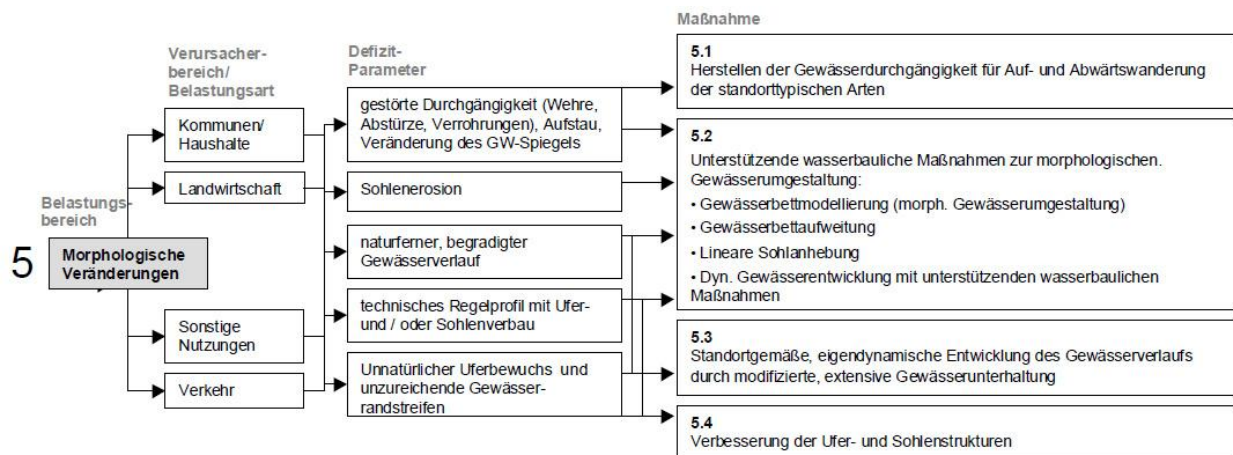 Maßnahme
Verursacher-
bereich/
Belastungsart
Defizit-
Parameter
Belastungs-
bereich
5
Morphologische
Veränderungen
Kommunen/
Haushalte
Landwirtschaft
Sonstige
Nutzungen
Verkehr
gestörte Durchgängigkeit (Wehre,
Abstürze, Verrohrungen), Aufstau,
Veränderung des GW-Spiegels
Sohlenerosion
naturferner, begradigter
Gewässerverlauf
technisches Regelprofil mit Ufer-
und / oder Sohlenverbau
Unnatürlicher Uferbewuchs und
unzureichende Gewässer-
randstreifen
5.1
Herstellen der Gewässerdurchgängigkeit für Auf- und Abwärtswanderung
der standorttypischen Arten
5.2
Unterstützende wasserbauliche Maßnahmen zur morphologischen.
Gewässerumgestaltung:
• Gewässerbettmodellierung (morph. Gewässerumgestaltung)
• Gewässerbettaufweitung
• Lineare Sohlanhebung
• Dyn. Gewässerentwicklung mit unterstützenden wasserbaulichen
Maßnahmen
5.3
Standortgemäße, eigendynamische Entwicklung des Gewässerverlaufs
durch modifizierte, extensive Gewässerunterhaltung
5.4
Verbesserung der Ufer- und Sohlenstrukturen